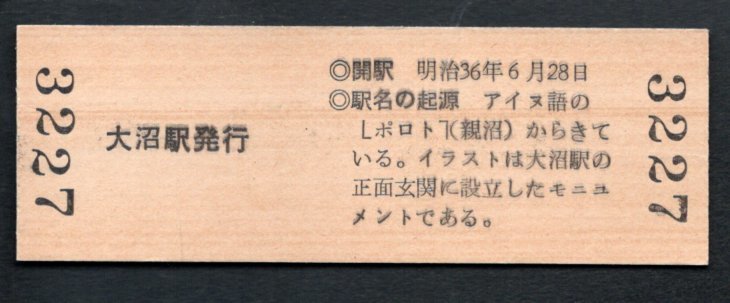 3227
大沼駅発行
◎開駅 明治36年6月28日
◎駅名の起源 アイヌ語の
「ポロト」(親沼)からきて
いる。イラストは大沼駅の
正面玄関に設立したモニュ
メントである。
3227